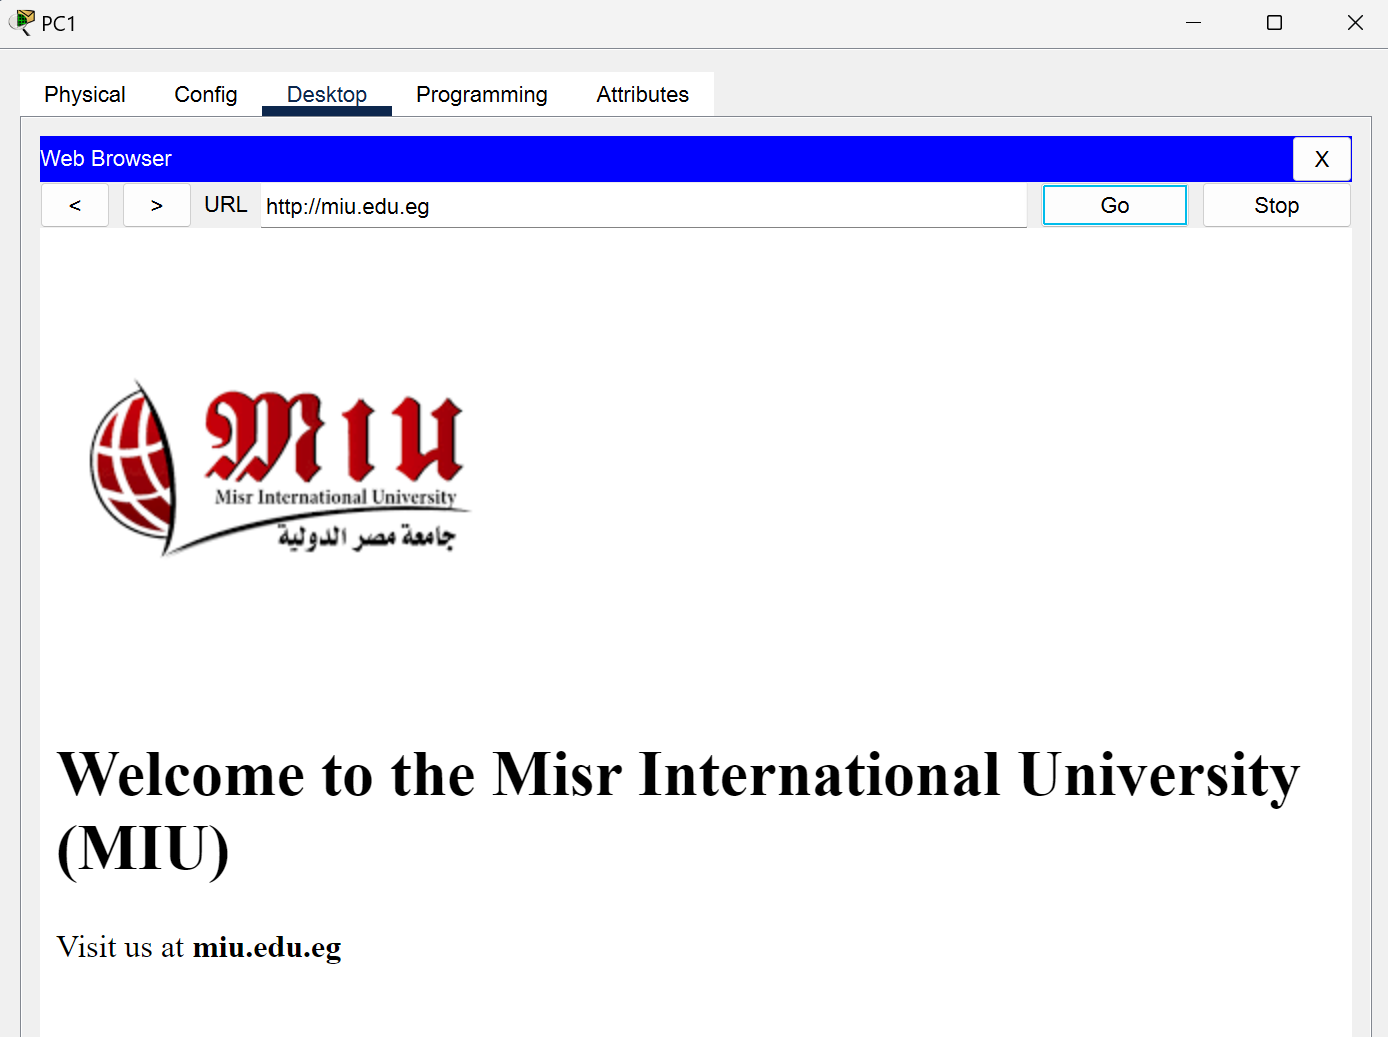 PC1
Physical Config Desktop Programming Attributes
Web Browser X
< > URL http://miu.edu.eg Go Stop
MIU
Misr International University
جامعة مصر الدولية
Welcome to the Misr International University
(MIU)
Visit us at miu.edu.eg